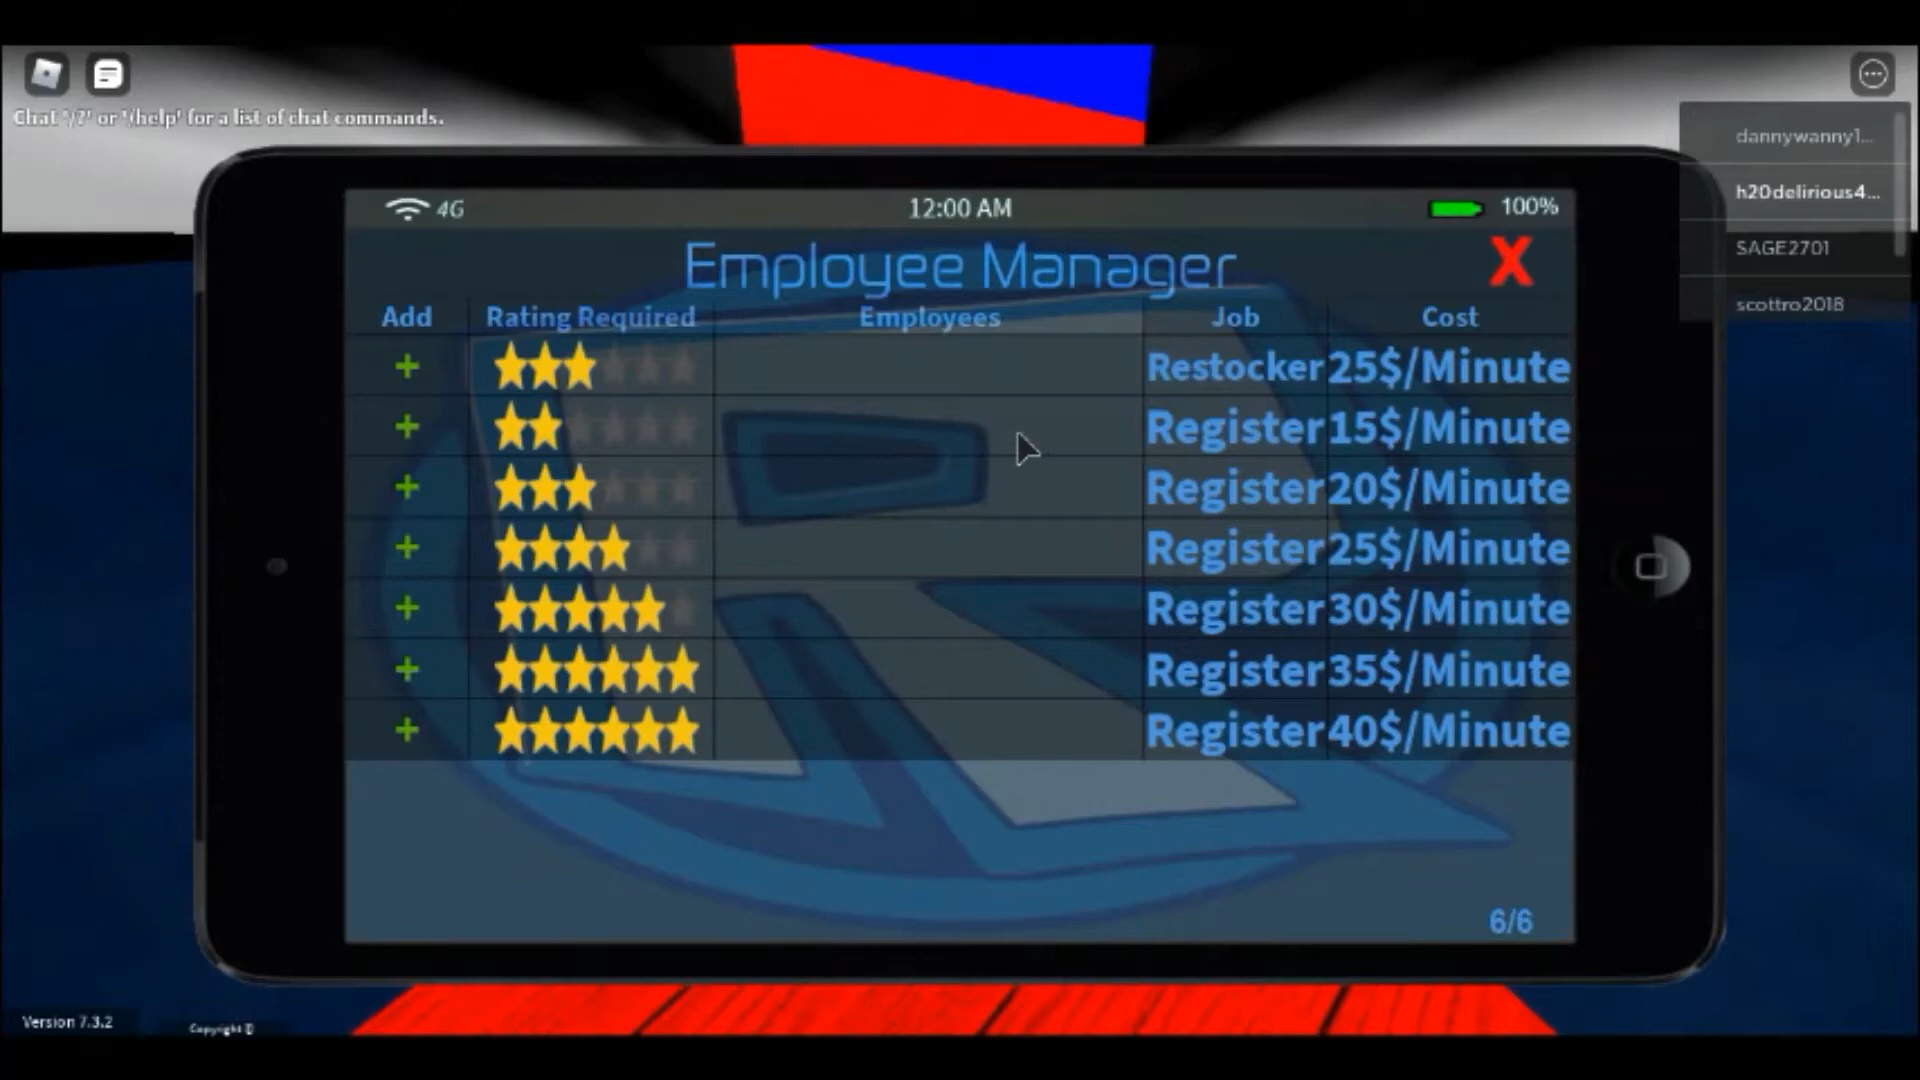 Chat '/?' or '/help' for a list of chat commands.
dannywanny1...
h20delirious4...
SAGE2701
scottro2018
4G
12:00 AM
100%
Employee Manager
X
Add Rating Required Employees Job Cost
+ Restocker 25$/Minute
+ Register 15$/Minute
+ Register 20$/Minute
+ Register 25$/Minute
+ Register 30$/Minute
+ Register 35$/Minute
+ Register 40$/Minute
6/6
Version 7.3.2
Copyright ©